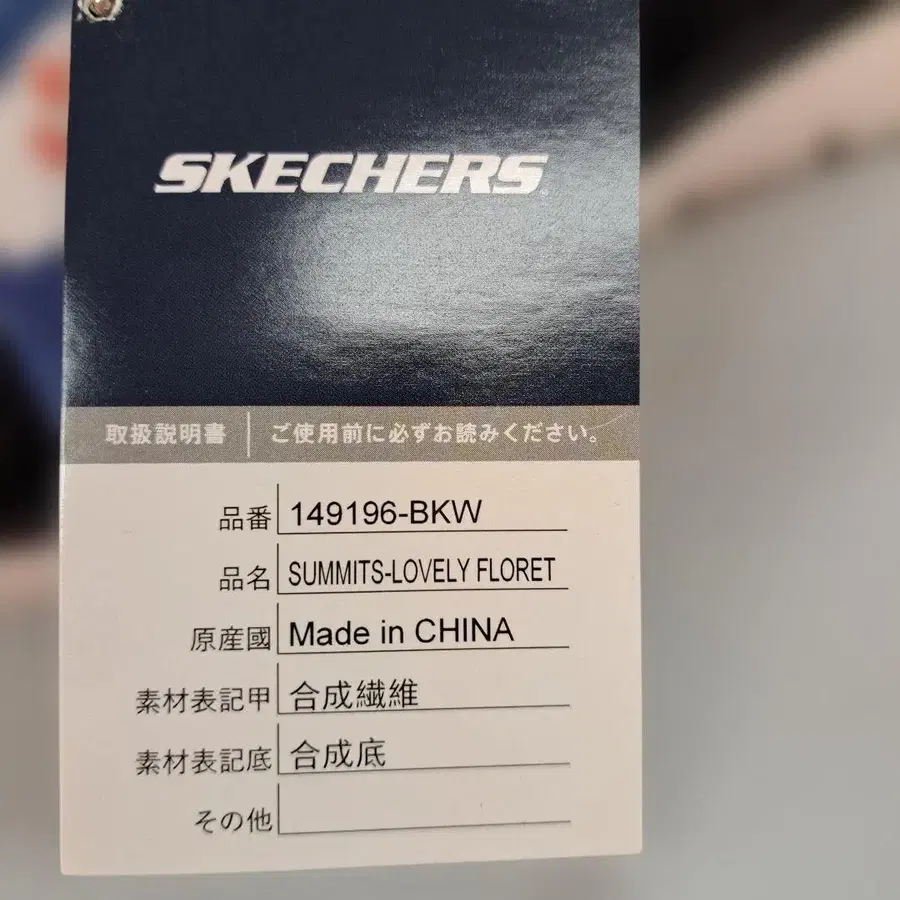 SKECHERS
取扱説明書 ご使用前に必ずお読みください。
品番 149196-BKW
品名 SUMMITS-LOVELY FLORET
原産國 Made in CHINA
素材表記甲 合成繊維
素材表記底 合成底
その他